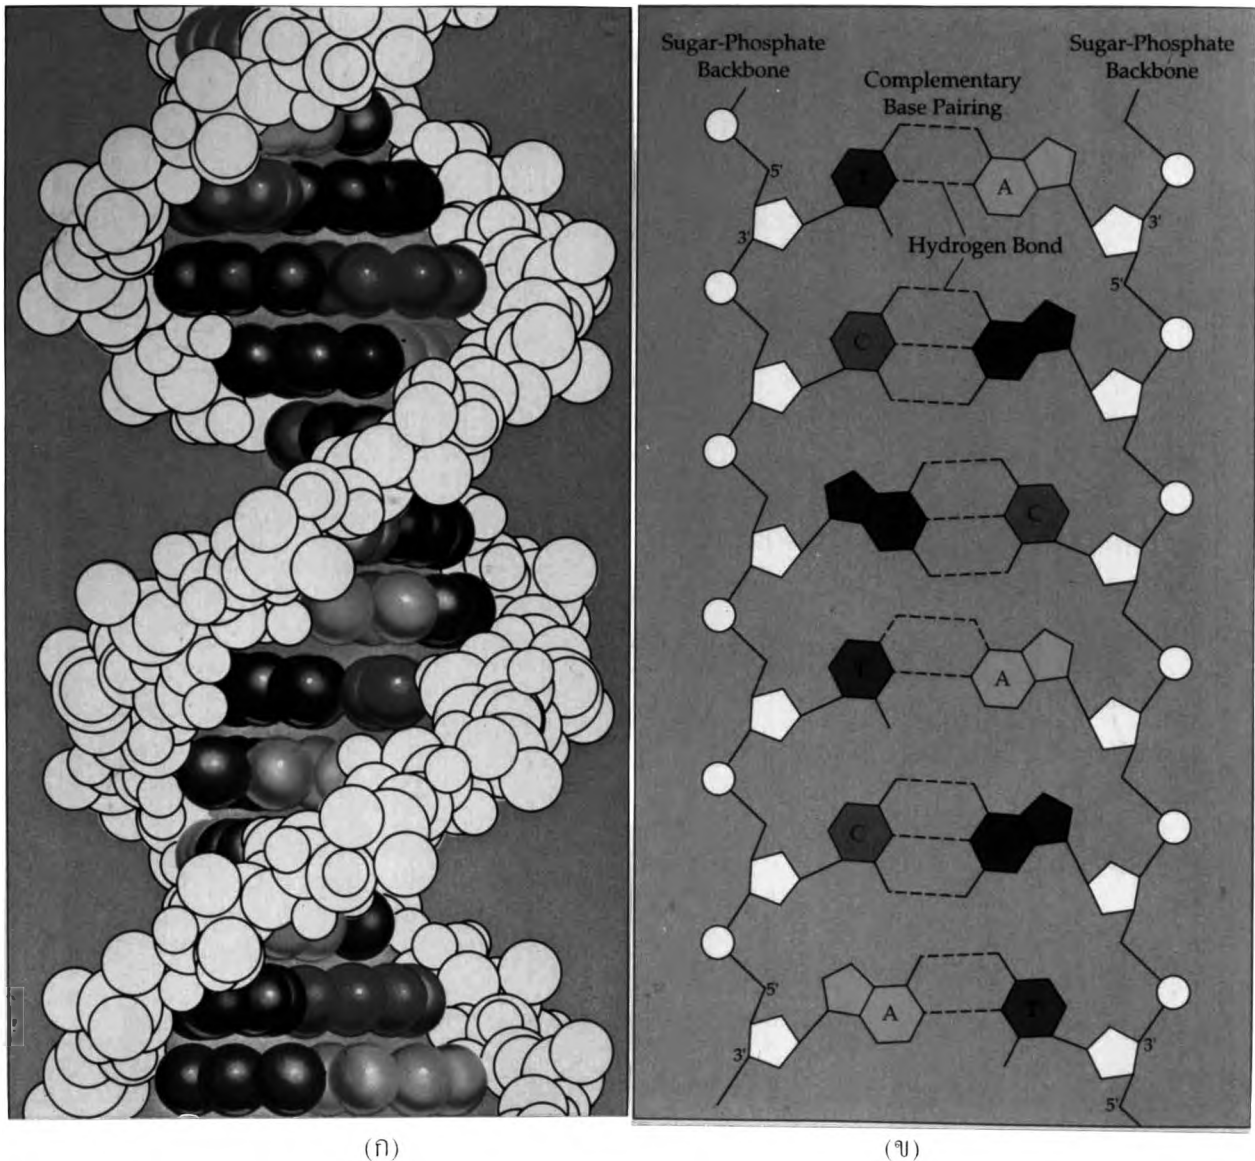 Sugar-Phosphate
Backbone
Sugar-Phosphate
Backbone
Complementary
Base Pairing
5'
T
A
3'
3'
Hydrogen Bond
5'
C
C
T
A
C
5'
A
T
3'
3'
5'
(ก)
(ข)